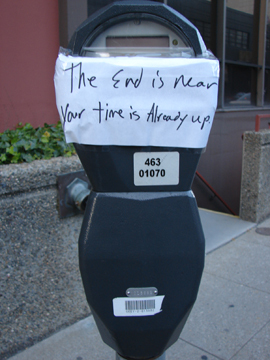 The End is near
Your time is Already up
463
01070